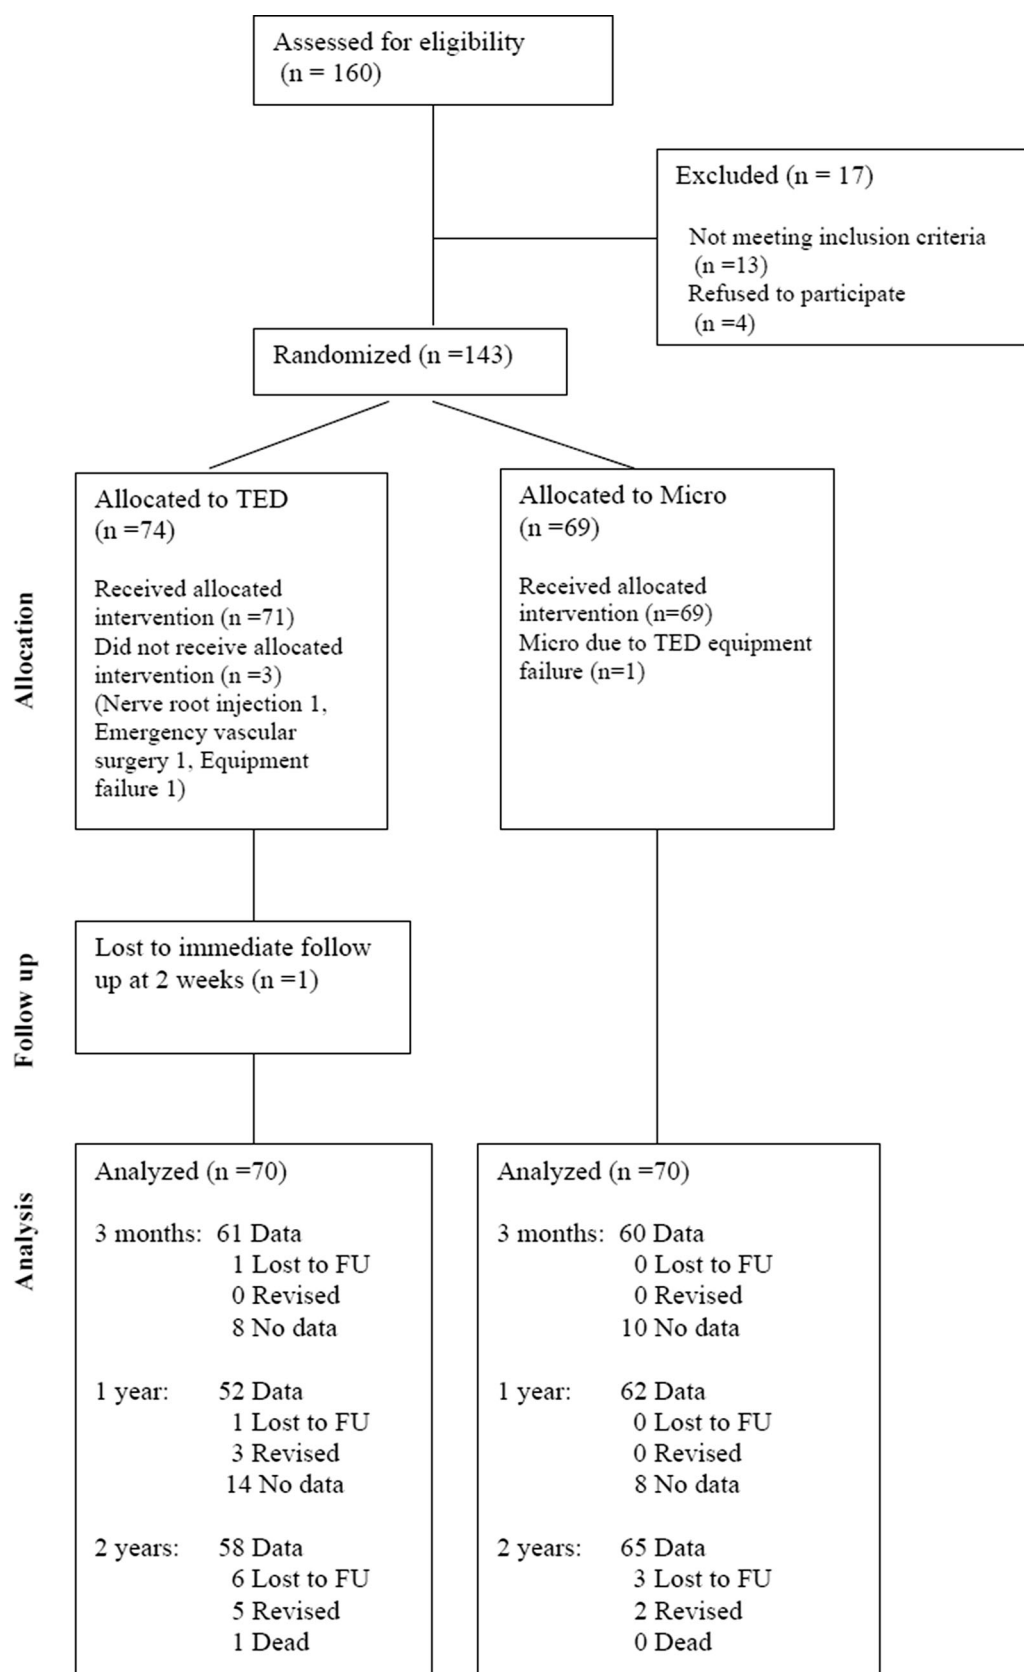 Assessed for eligibility
(n = 160)
Excluded (n = 17)
Not meeting inclusion criteria
(n =13)
Refused to participate
(n =4)
Randomized (n =143)
Allocation
Allocated to TED
(n =74)
Received allocated
intervention (n =71)
Did not receive allocated
intervention (n =3)
(Nerve root injection 1,
Emergency vascular
surgery 1, Equipment
failure 1)
Allocated to Micro
(n =69)
Received allocated
intervention (n=69)
Micro due to TED equipment
failure (n=1)
Follow up
Lost to immediate follow
up at 2 weeks (n =1)
Analysis
Analyzed (n =70)
3 months: 61 Data
1 Lost to FU
0 Revised
8 No data
1 year: 52 Data
1 Lost to FU
3 Revised
14 No data
2 years: 58 Data
6 Lost to FU
5 Revised
1 Dead
Analyzed (n =70)
3 months: 60 Data
0 Lost to FU
0 Revised
10 No data
1 year: 62 Data
0 Lost to FU
0 Revised
8 No data
2 years: 65 Data
3 Lost to FU
2 Revised
0 Dead